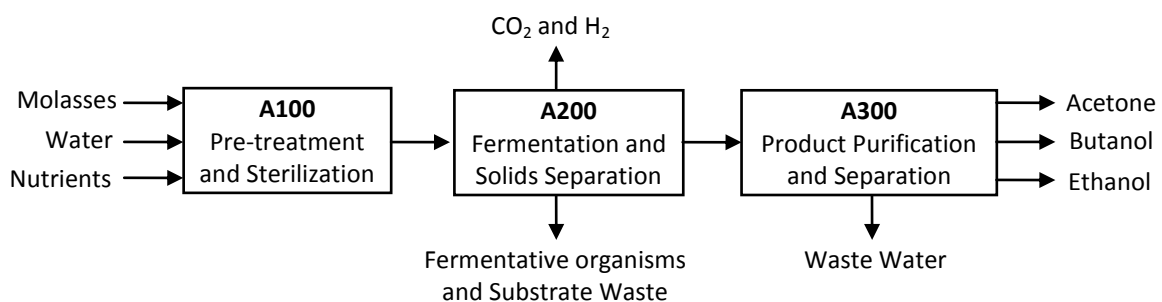 CO₂ and H₂
Molasses
Water
Nutrients
A100
Pre-treatment
and Sterilization
A200
Fermentation and
Solids Separation
A300
Product Purification
and Separation
Acetone
Butanol
Ethanol
Fermentative organisms
and Substrate Waste
Waste Water